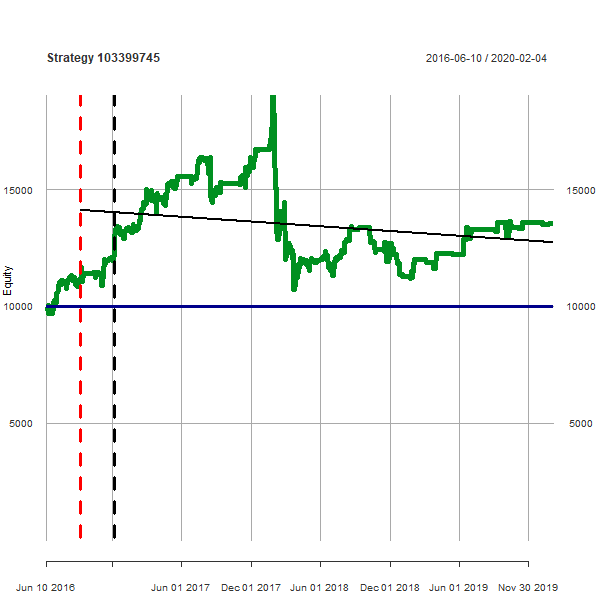 Strategy 103399745
2016-06-10 / 2020-02-04
15000
15000
Equity
10000
10000
5000
5000
Jun 10 2016
Jun 01 2017
Dec 01 2017
Jun 01 2018
Dec 01 2018
Jun 01 2019
Nov 30 2019